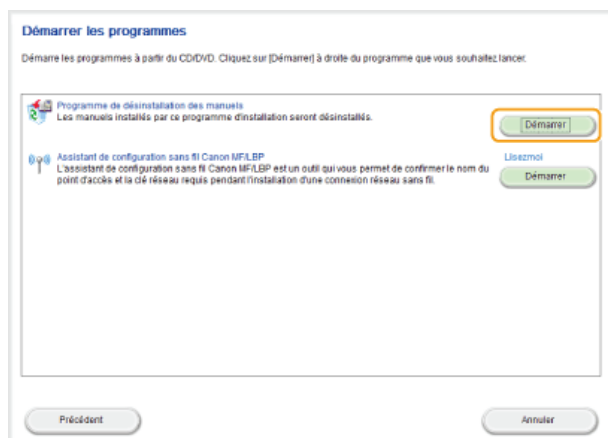 Démarrer les programmes
Démarre les programmes à partir du CD/DVD. Cliquez sur [Démarrer] à droite du programme que vous souhaitez lancer.
Programme de désinstallation des manuels
Les manuels installés par ce programme d'installation seront désinstallés.
Démarrer
Assistant de configuration sans fil Canon MF/LBP
Lisezmoi
L'assistant de configuration sans fil Canon MF/LBP est un outil qui vous permet de confirmer le nom du
point d'accès et la clé réseau requis pendant l'installation d'une connexion réseau sans fil.
Démarrer
Précédent
Annuler